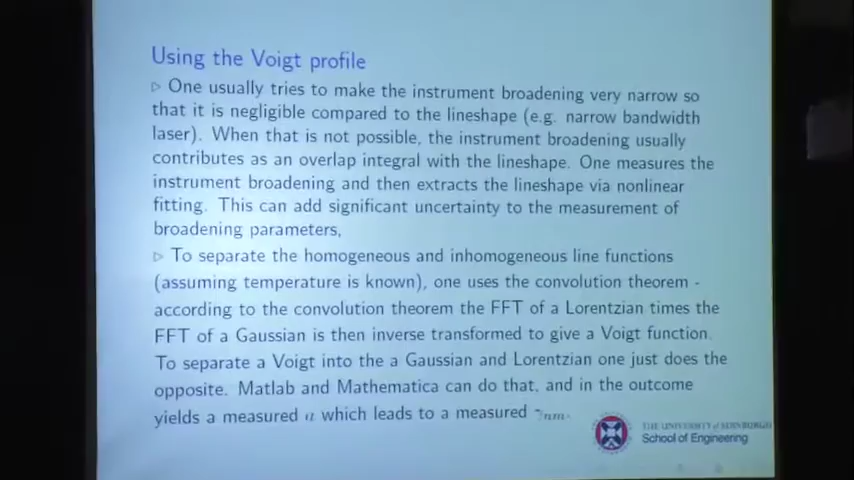 Using the Voigt profile
▷ One usually tries to make the instrument broadening very narrow so
that it is negligible compared to the lineshape (e.g. narrow bandwidth
laser). When that is not possible, the instrument broadening usually
contributes as an overlap integral with the lineshape. One measures the
instrument broadening and then extracts the lineshape via nonlinear
fitting. This can add significant uncertainty to the measurement of
broadening parameters,
▷ To separate the homogeneous and inhomogeneous line functions
(assuming temperature is known), one uses the convolution theorem -
according to the convolution theorem the FFT of a Lorentzian times the
FFT of a Gaussian is then inverse transformed to give a Voigt function.
To separate a Voigt into the a Gaussian and Lorentzian one just does the
opposite. Matlab and Mathematica can do that, and in the outcome
yields a measured a which leads to a measured γnm.
THE UNIVERSITY of EDINBURGH
School of Engineering